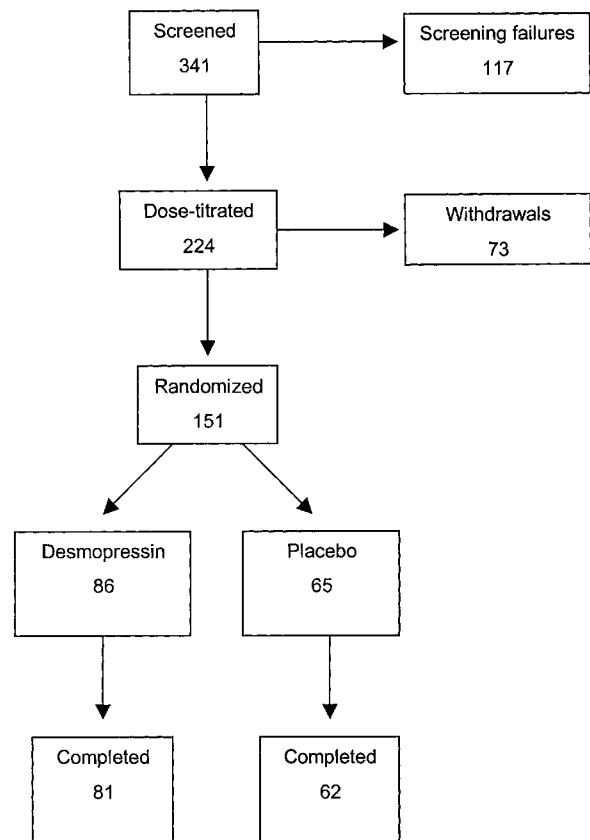 Screened
341
Screening failures
117
Dose-titrated
224
Withdrawals
73
Randomized
151
Desmopressin
86
Placebo
65
Completed
81
Completed
62